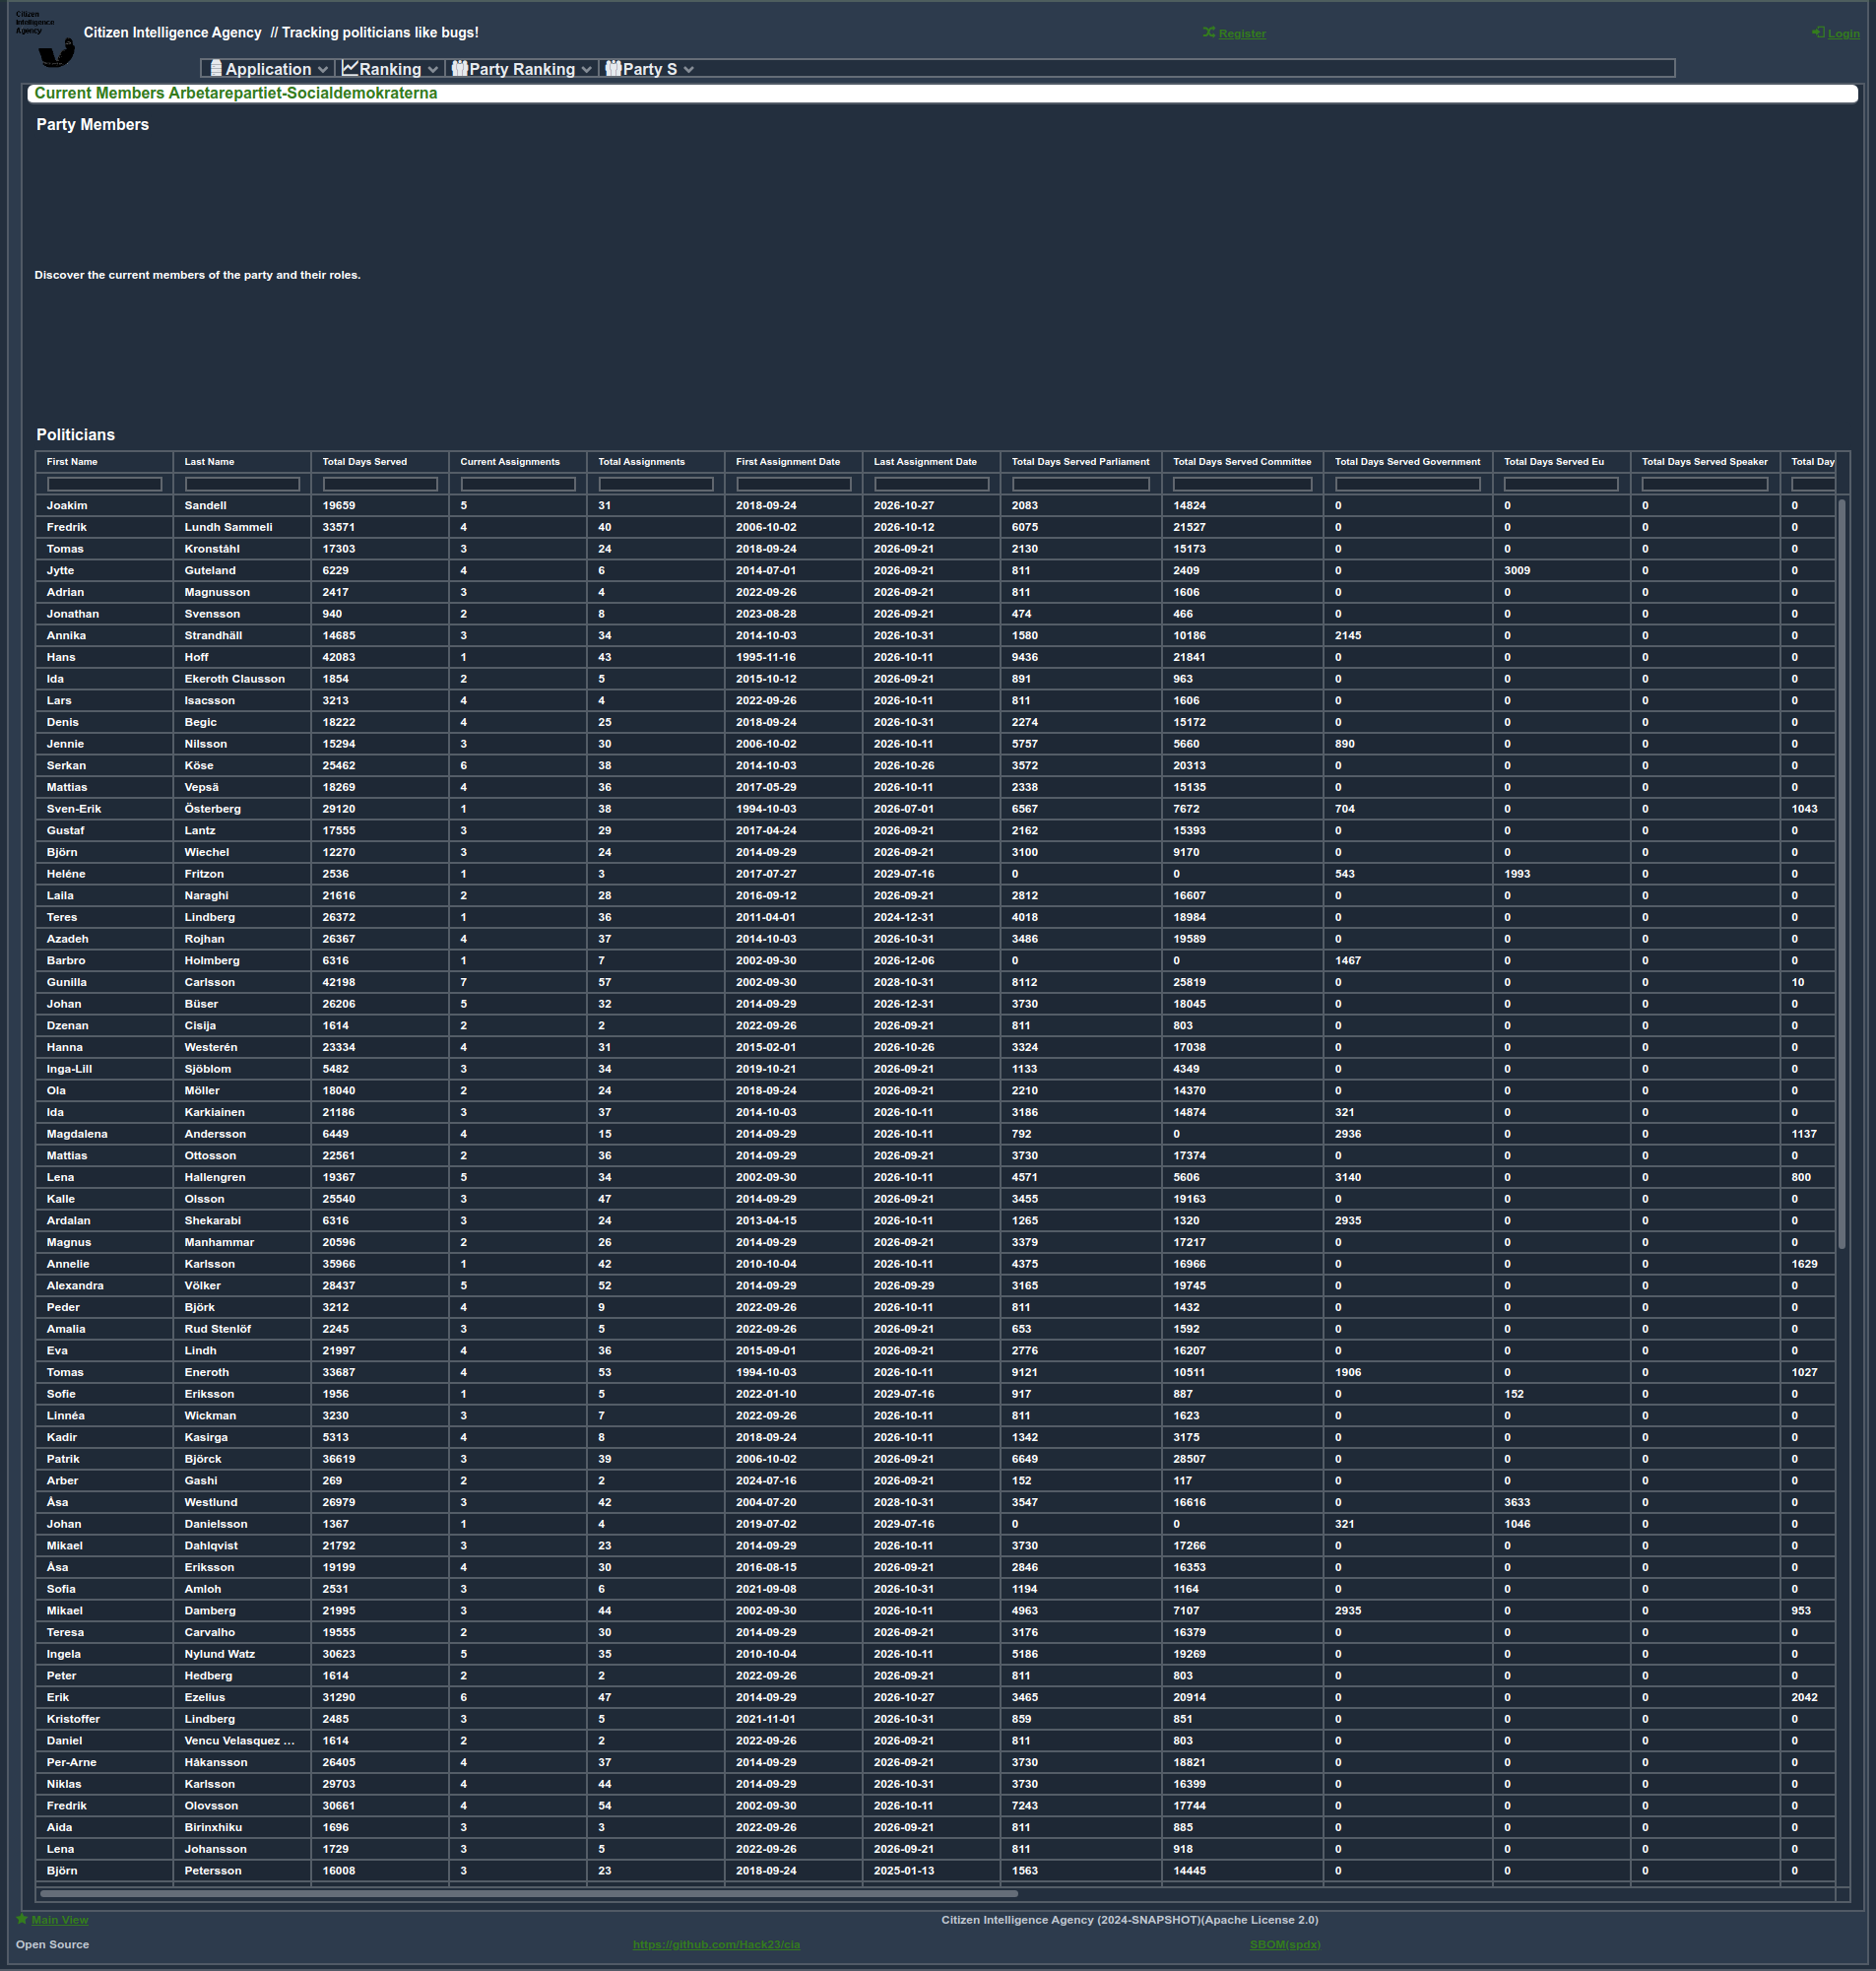 Citizen
Intelligence
Agency
Citizen Intelligence Agency // Tracking politicians like bugs!
Register
Login
Application Ranking Party Ranking Party S
Current Members Arbetarepartiet-Socialdemokraterna
Party Members
Discover the current members of the party and their roles.
Politicians
First Name Last Name Total Days Served Current Assignments Total Assignments First Assignment Date Last Assignment Date Total Days Served Parliament Total Days Served Committee Total Days Served Government Total Days Served Eu Total Days Served Speaker Total Day
Joakim Sandell 19659 5 31 2018-09-24 2026-10-27 2083 14824 0 0 0 0
Fredrik Lundh Sammeli 33571 4 40 2006-10-02 2026-10-12 6075 21527 0 0 0 0
Tomas Kronståhl 17303 3 24 2018-09-24 2026-09-21 2130 15173 0 0 0 0
Jytte Guteland 6229 4 6 2014-07-01 2026-09-21 811 2409 0 3009 0 0
Adrian Magnusson 2417 3 4 2022-09-26 2026-09-21 811 1606 0 0 0 0
Jonathan Svensson 940 2 8 2023-08-28 2026-09-21 474 466 0 0 0 0
Annika Strandhäll 14685 3 34 2014-10-03 2026-10-31 1580 10186 2145 0 0 0
Hans Hoff 42083 1 43 1995-11-16 2026-10-11 9436 21841 0 0 0 0
Ida Ekeroth Clausson 1854 2 5 2015-10-12 2026-09-21 891 963 0 0 0 0
Lars Isacsson 3213 4 4 2022-09-26 2026-10-11 811 1606 0 0 0 0
Denis Begic 18222 4 25 2018-09-24 2026-10-31 2274 15172 0 0 0 0
Jennie Nilsson 15294 3 30 2006-10-02 2026-10-11 5757 5660 890 0 0 0
Serkan Köse 25462 6 38 2014-10-03 2026-10-26 3572 20313 0 0 0 0
Mattias Vepsä 18269 4 36 2017-05-29 2026-10-11 2338 15135 0 0 0 0
Sven-Erik Österberg 29120 1 38 1994-10-03 2026-07-01 6567 7672 704 0 0 1043
Gustaf Lantz 17555 3 29 2017-04-24 2026-09-21 2162 15393 0 0 0 0
Björn Wiechel 12270 3 24 2014-09-29 2026-09-21 3100 9170 0 0 0 0
Heléne Fritzon 2536 1 3 2017-07-27 2029-07-16 0 0 543 1993 0 0
Laila Naraghi 21616 2 28 2016-09-12 2026-09-21 2812 16607 0 0 0 0
Teres Lindberg 26372 1 36 2011-04-01 2024-12-31 4018 18984 0 0 0 0
Azadeh Rojhan 26367 4 37 2014-10-03 2026-10-31 3486 19589 0 0 0 0
Barbro Holmberg 6316 1 7 2002-09-30 2026-12-06 0 0 1467 0 0 0
Gunilla Carlsson 42198 7 57 2002-09-30 2028-10-31 8112 25819 0 0 0 10
Johan Büser 26206 5 32 2014-09-29 2026-12-31 3730 18045 0 0 0 0
Dzenan Cisija 1614 2 2 2022-09-26 2026-09-21 811 803 0 0 0 0
Hanna Westerén 23334 4 31 2015-02-01 2026-10-26 3324 17038 0 0 0 0
Inga-Lill Sjöblom 5482 3 34 2019-10-21 2026-09-21 1133 4349 0 0 0 0
Ola Möller 18040 2 24 2018-09-24 2026-09-21 2210 14370 0 0 0 0
Ida Karkiainen 21186 3 37 2014-10-03 2026-10-11 3186 14874 321 0 0 0
Magdalena Andersson 6449 4 15 2014-09-29 2026-10-11 792 0 2936 0 0 1137
Mattias Ottosson 22561 2 36 2014-09-29 2026-09-21 3730 17374 0 0 0 0
Lena Hallengren 19367 5 34 2002-09-30 2026-10-11 4571 5606 3140 0 0 800
Kalle Olsson 25540 3 47 2014-09-29 2026-09-21 3455 19163 0 0 0 0
Ardalan Shekarabi 6316 3 24 2013-04-15 2026-10-11 1265 1320 2935 0 0 0
Magnus Manhammar 20596 2 26 2014-09-29 2026-09-21 3379 17217 0 0 0 0
Annelie Karlsson 35966 1 42 2010-10-04 2026-10-11 4375 16966 0 0 0 1629
Alexandra Völker 28437 5 52 2014-09-29 2026-09-29 3165 19745 0 0 0 0
Peder Björk 3212 4 9 2022-09-26 2026-10-11 811 1432 0 0 0 0
Amalia Rud Stenlöf 2245 3 5 2022-09-26 2026-09-21 653 1592 0 0 0 0
Eva Lindh 21997 4 36 2015-09-01 2026-09-21 2776 16207 0 0 0 0
Tomas Eneroth 33687 4 53 1994-10-03 2026-10-11 9121 10511 1906 0 0 1027
Sofie Eriksson 1956 1 5 2022-01-10 2029-07-16 917 887 0 152 0 0
Linnéa Wickman 3230 3 7 2022-09-26 2026-10-11 811 1623 0 0 0 0
Kadir Kasirga 5313 4 8 2018-09-24 2026-10-11 1342 3175 0 0 0 0
Patrik Björck 36619 3 39 2006-10-02 2026-09-21 6649 28507 0 0 0 0
Arber Gashi 269 2 2 2024-07-16 2026-09-21 152 117 0 0 0 0
Åsa Westlund 26979 3 42 2004-07-20 2028-10-31 3547 16616 0 3633 0 0
Johan Danielsson 1367 1 4 2019-07-02 2029-07-16 0 0 321 1046 0 0
Mikael Dahlqvist 21792 3 23 2014-09-29 2026-10-11 3730 17266 0 0 0 0
Åsa Eriksson 19199 4 30 2016-08-15 2026-09-21 2846 16353 0 0 0 0
Sofia Amloh 2531 3 6 2021-09-08 2026-10-31 1194 1164 0 0 0 0
Mikael Damberg 21995 3 44 2002-09-30 2026-10-11 4963 7107 2935 0 0 953
Teresa Carvalho 19555 2 30 2014-09-29 2026-09-21 3176 16379 0 0 0 0
Ingela Nylund Watz 30623 5 35 2010-10-04 2026-10-11 5186 19269 0 0 0 0
Peter Hedberg 1614 2 2 2022-09-26 2026-09-21 811 803 0 0 0 0
Erik Ezelius 31290 6 47 2014-09-29 2026-10-27 3465 20914 0 0 0 2042
Kristoffer Lindberg 2485 3 5 2021-11-01 2026-10-31 859 851 0 0 0 0
Daniel Vencu Velasquez ... 1614 2 2 2022-09-26 2026-09-21 811 803 0 0 0 0
Per-Arne Håkansson 26405 4 37 2014-09-29 2026-09-21 3730 18821 0 0 0 0
Niklas Karlsson 29703 4 44 2014-09-29 2026-10-31 3730 16399 0 0 0 0
Fredrik Olovsson 30661 4 54 2002-09-30 2026-10-11 7243 17744 0 0 0 0
Aida Birinxhiku 1696 3 3 2022-09-26 2026-09-21 811 885 0 0 0 0
Lena Johansson 1729 3 5 2022-09-26 2026-09-21 811 918 0 0 0 0
Björn Petersson 16008 3 23 2018-09-24 2025-01-13 1563 14445 0 0 0 0
Main View
Citizen Intelligence Agency (2024-SNAPSHOT)(Apache License 2.0)
Open Source
https://github.com/Hack23/cia
SBOM(spdx)